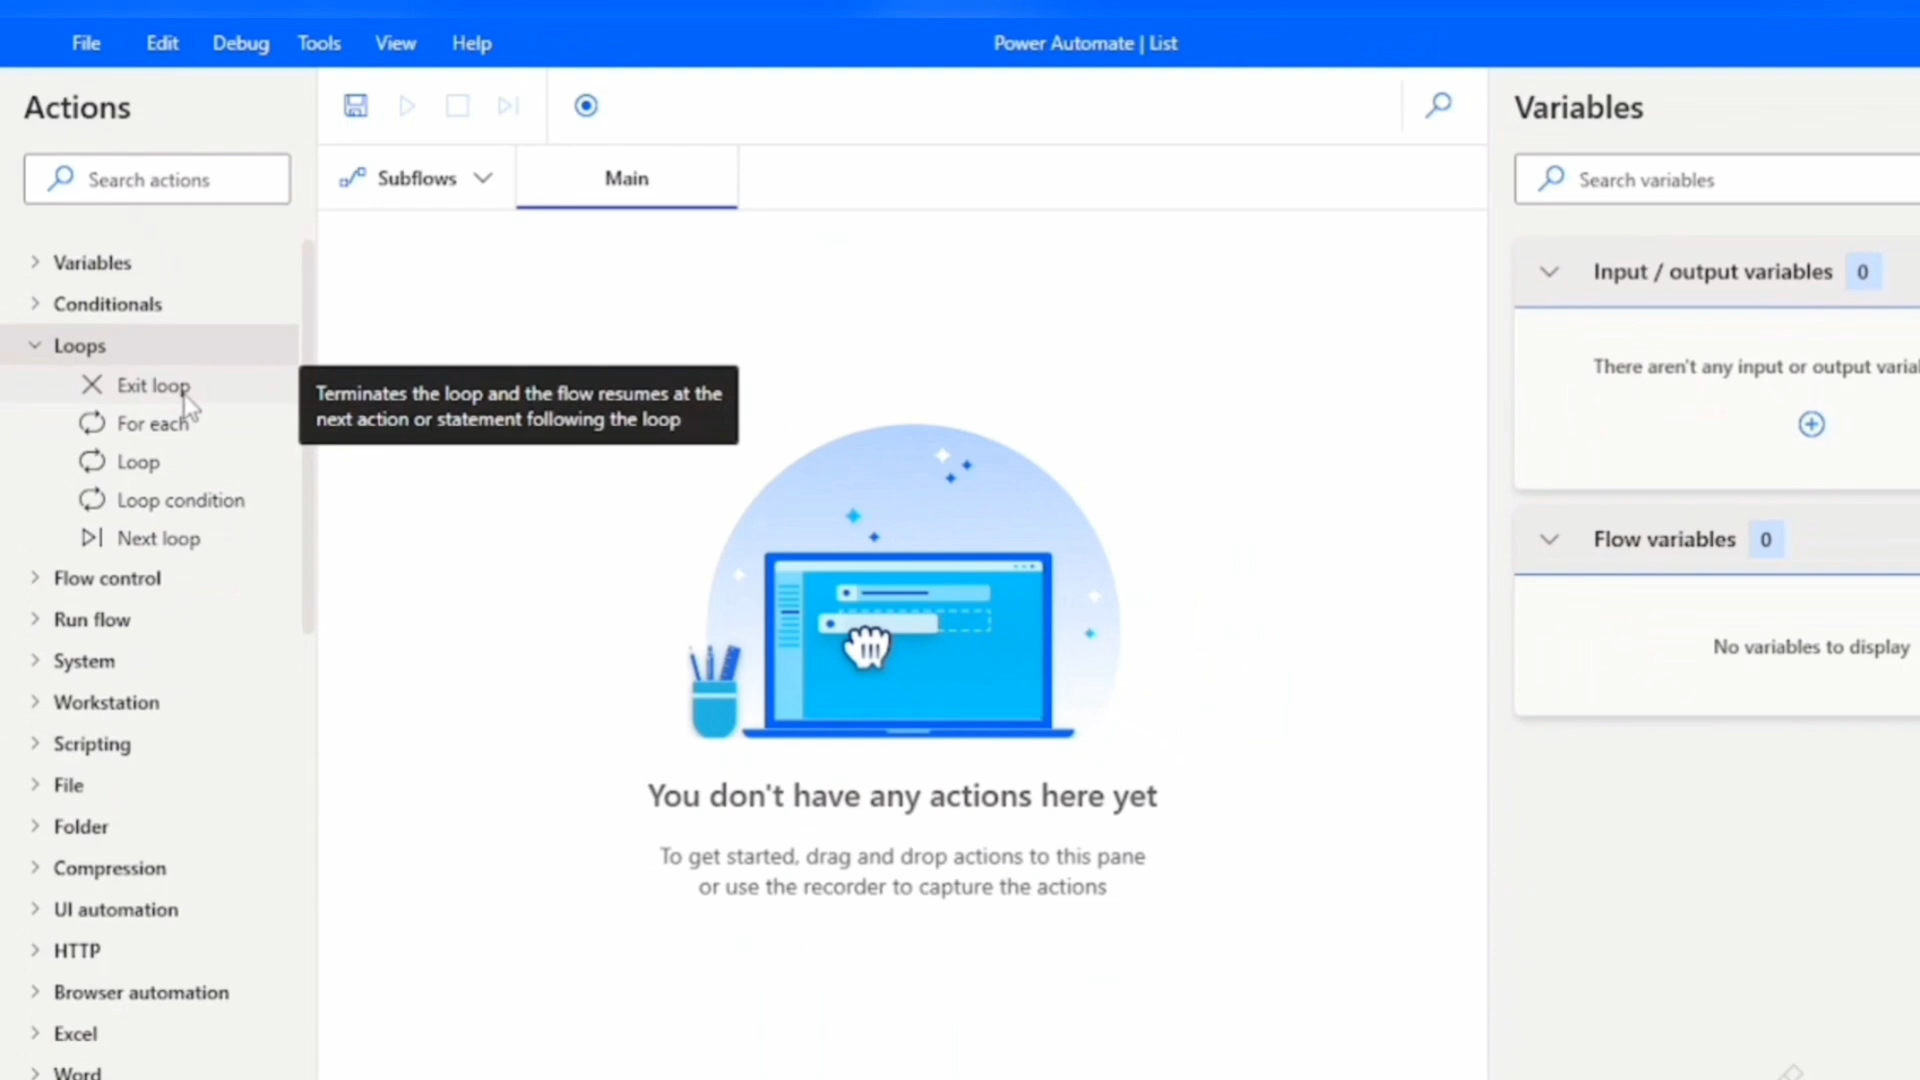 File Edit Debug Tools View Help
Power Automate | List
Actions
Search actions
Variables
Conditionals
Loops
Exit loop
For each
Loop
Loop condition
Next loop
Flow control
Run flow
System
Workstation
Scripting
File
Folder
Compression
UI automation
HTTP
Browser automation
Excel
Word
Terminates the loop and the flow resumes at the
next action or statement following the loop
Subflows
Main
You don't have any actions here yet
To get started, drag and drop actions to this pane
or use the recorder to capture the actions
Variables
Search variables
Input / output variables 0
There aren't any input or output
Flow variables 0
No variables to display